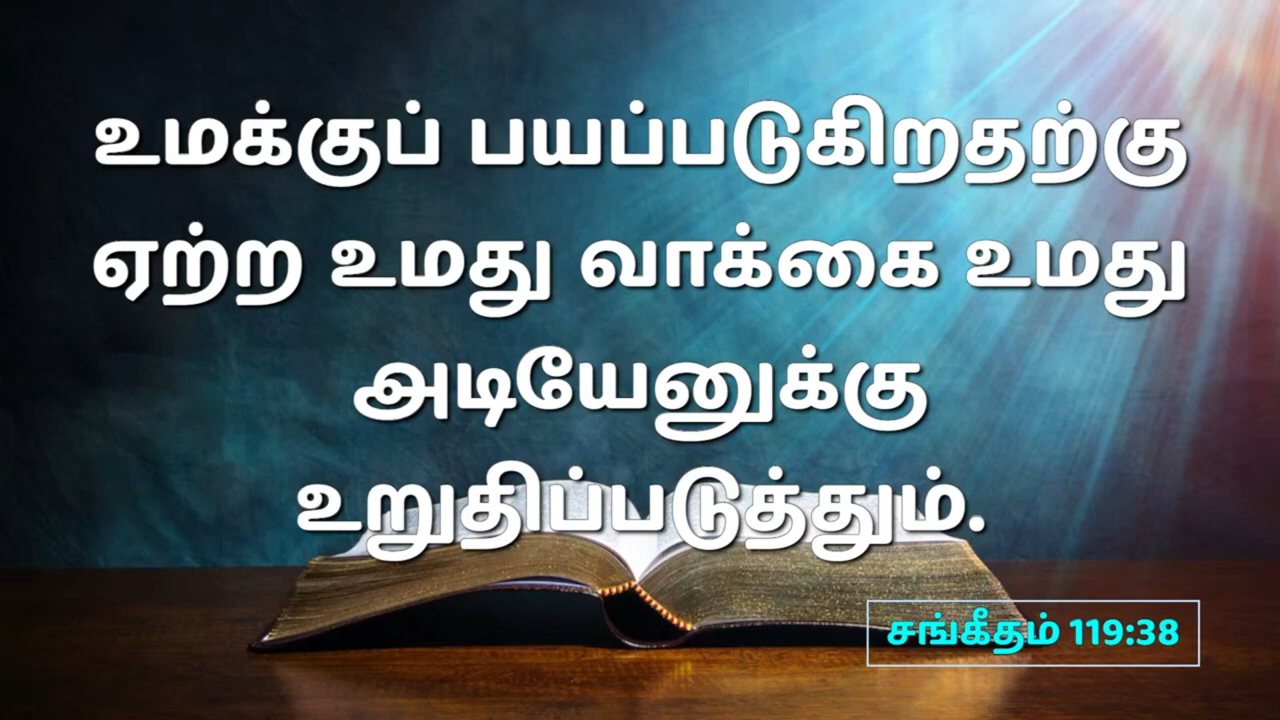 உமக்குப் பயப்படுகிறதற்கு
ஏற்ற உமது வாக்கை உமது
அடியேனுக்கு
உறுதிப்படுத்தும்.
சங்கீதம் 119:38